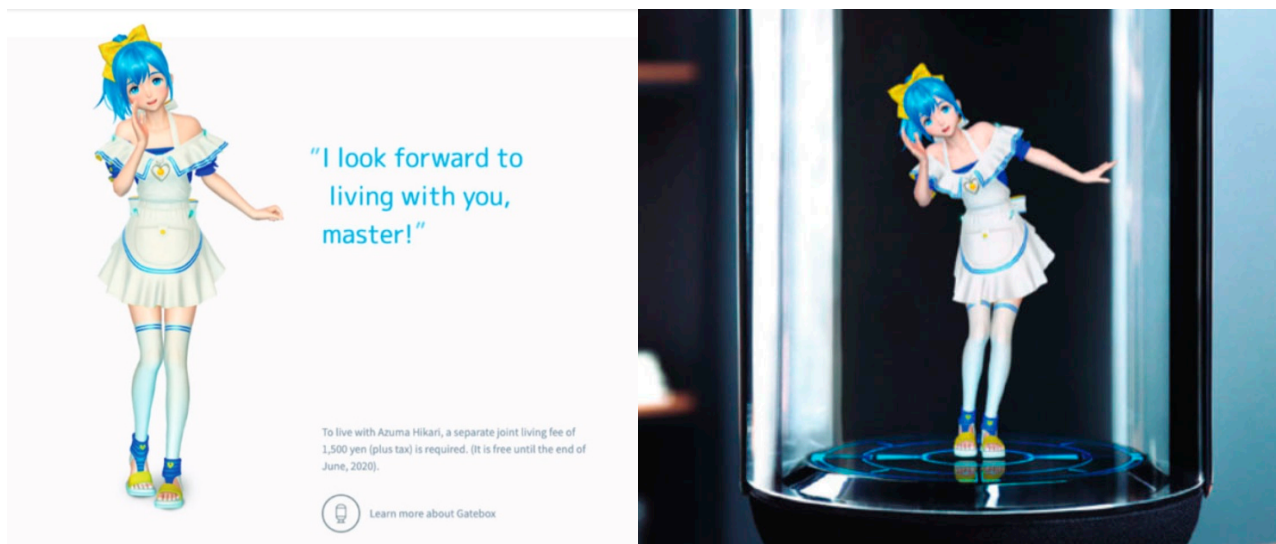 "I look forward to
living with you,
master!"
To live with Azuma Hikari, a separate joint living fee of
1,500 yen (plus tax) is required. (It is free until the end of
June, 2020).
Learn more about Gatebox